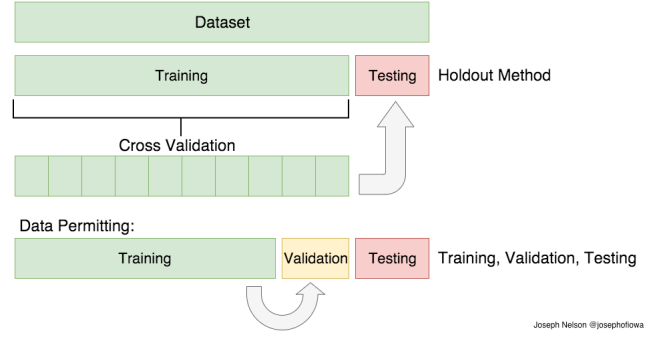 Dataset
Training
Testing
Holdout Method
Cross Validation
Data Permitting:
Training
Validation
Testing
Training, Validation, Testing
Joseph Nelson @josephofiowa